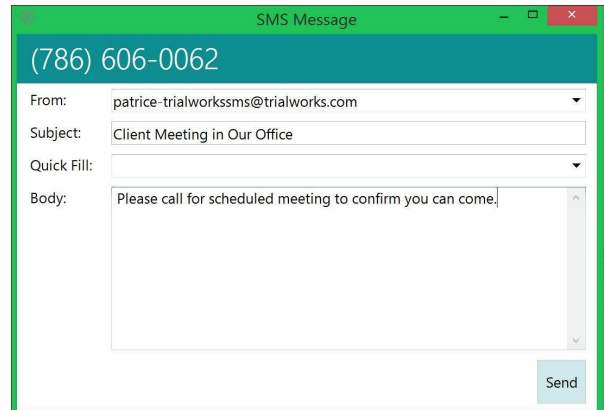 SMS Message
(786) 606-0062
From: patrice-trialworkssms@trialworks.com
Subject: Client Meeting in Our Office
Quick Fill:
Body: Please call for scheduled meeting to confirm you can come.
Send